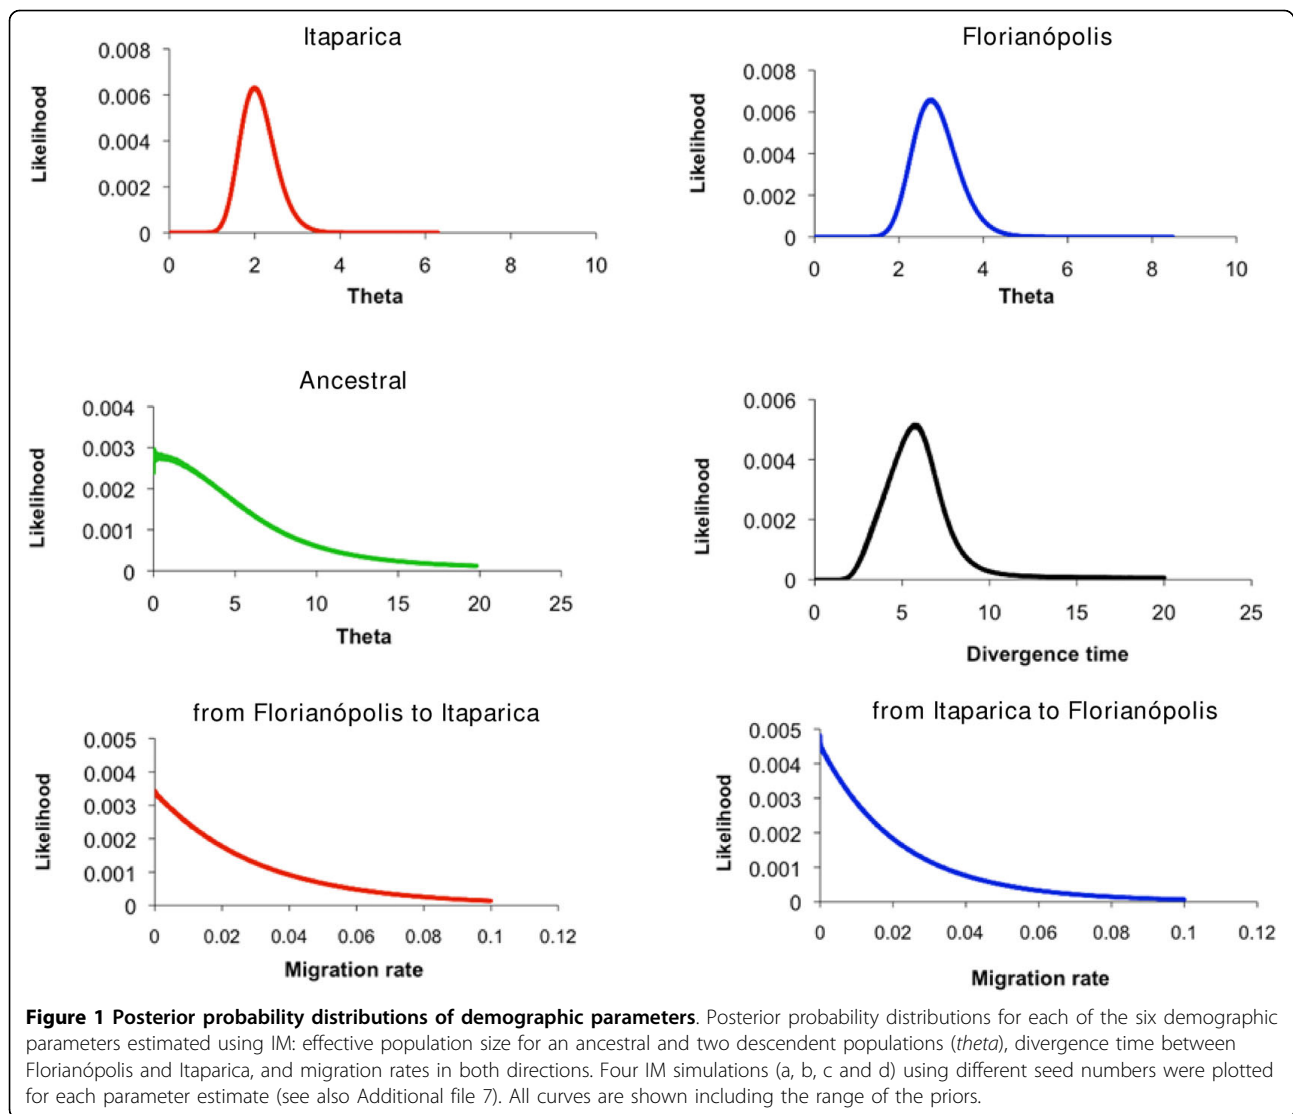 Itaparica
0.008
0.006
0.004
0.002
0
Likelihood
0 2 4 6 8 10
Theta
Florianópolis
0.008
0.006
0.004
0.002
0
Likelihood
0 2 4 6 8 10
Theta
Ancestral
0.004
0.003
0.002
0.001
0
Likelihood
0 5 10 15 20 25
Theta
0.006
0.004
0.002
0
Likelihood
0 5 10 15 20 25
Divergence time
from Florianópolis to Itaparica
0.005
0.004
0.003
0.002
0.001
0
Likelihood
0 0.02 0.04 0.06 0.08 0.1 0.12
Migration rate
from Itaparica to Florianópolis
0.005
0.004
0.003
0.002
0.001
0
Likelihood
0 0.02 0.04 0.06 0.08 0.1 0.12
Migration rate
Figure 1 Posterior probability distributions of demographic parameters. Posterior probability distributions for each of the six demographic
parameters estimated using IM: effective population size for an ancestral and two descendent populations (theta), divergence time between
Florianópolis and Itaparica, and migration rates in both directions. Four IM simulations (a, b, c and d) using different seed numbers were plotted
for each parameter estimate (see also Additional file 7). All curves are shown including the range of the priors.